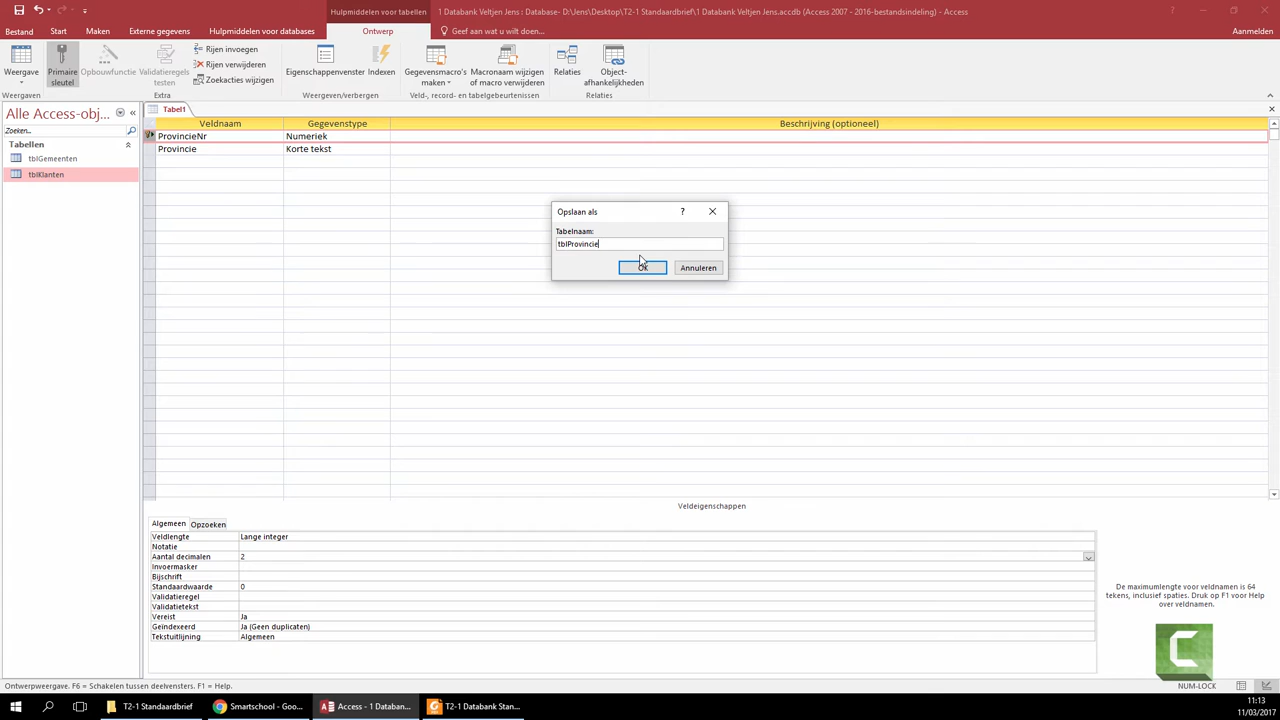 Hulpmiddelen voor tabellen
1 Databank Veltjen Jens : Database- D:\Jens\Desktop\T2-1 Standaardbrief\1 Databank Veltjen Jens.accdb (Access 2007 - 2016-bestandsindeling) - Access
Bestand Start Maken Externe gegevens Hulpmiddelen voor databases Ontwerp Geef aan wat u wilt doen... Aanmelden
Weergave
Primaire sleutel
Opbouwfunctie
Validatieregels testen
Rijen invoegen
Rijen verwijderen
Zoekacties wijzigen
Eigenschappenvenster
Indexen
Gegevensmacro's maken
Macronaam wijzigen of macro verwijderen
Relaties
Object-afhankelijkheden
Weergaven Extra Weergeven/verbergen Veld-, record- en tabelgebeurtenissen Relaties
Alle Access-obj...
Zoeken..
Tabellen
tblGemeenten
tblKlanten
Tabel1
Veldnaam Gegevenstype Beschrijving (optioneel)
ProvincieNr Numeriek
Provincie Korte tekst
Opslaan als ?
Tabelnaam:
tblProvincie
OK Annuleren
Veldeigenschappen
Algemeen Opzoeken
Veldlengte Lange integer
Notatie
Aantal decimalen 2
Invoermasker
Bijschrift
Standaardwaarde 0
Validatieregel
Validatietekst
Vereist Ja
Geïndexeerd Ja (Geen duplicaten)
Tekstuitlijning Algemeen
De maximumlengte voor veldnamen is 64
tekens, inclusief spaties. Druk op F1 voor Help
over veldnamen.
C
Ontwerpweergave. F6 = Schakelen tussen deelvensters. F1 = Help. NUM-LOCK
T2-1 Standaardbrief Smartschool - Goo... Access - 1 Databan... T2-1 Databank Stan...
11:13
11/03/2017